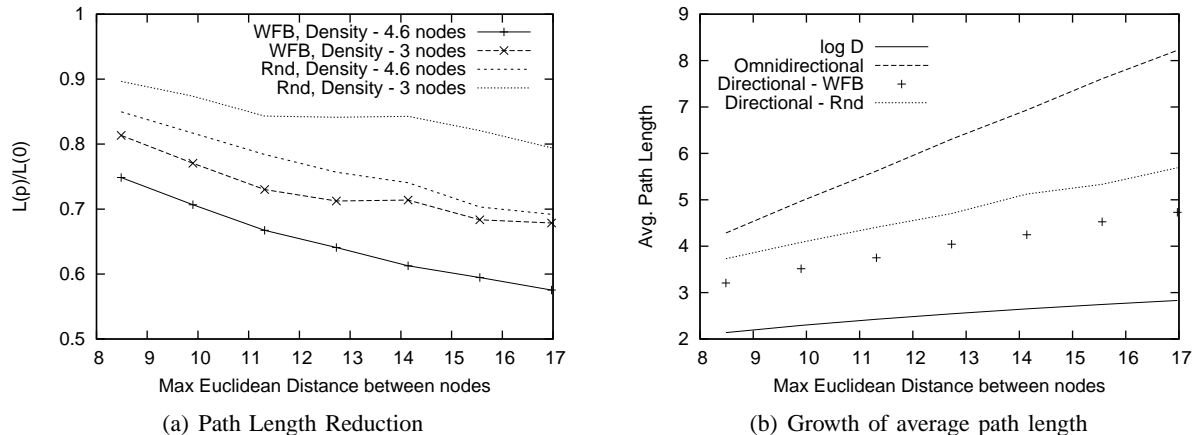 1
0.9
0.8
0.7
0.6
0.5
L(p)/L(0)
8 9 10 11 12 13 14 15 16 17
Max Euclidean Distance between nodes
WFB, Density - 4.6 nodes
WFB, Density - 3 nodes
Rnd, Density - 4.6 nodes
Rnd, Density - 3 nodes
(a) Path Length Reduction
9
8
7
6
5
4
3
2
Avg. Path Length
8 9 10 11 12 13 14 15 16 17
Max Euclidean Distance between nodes
log D
Omnidirectional
Directional - WFB
Directional - Rnd
(b) Growth of average path length